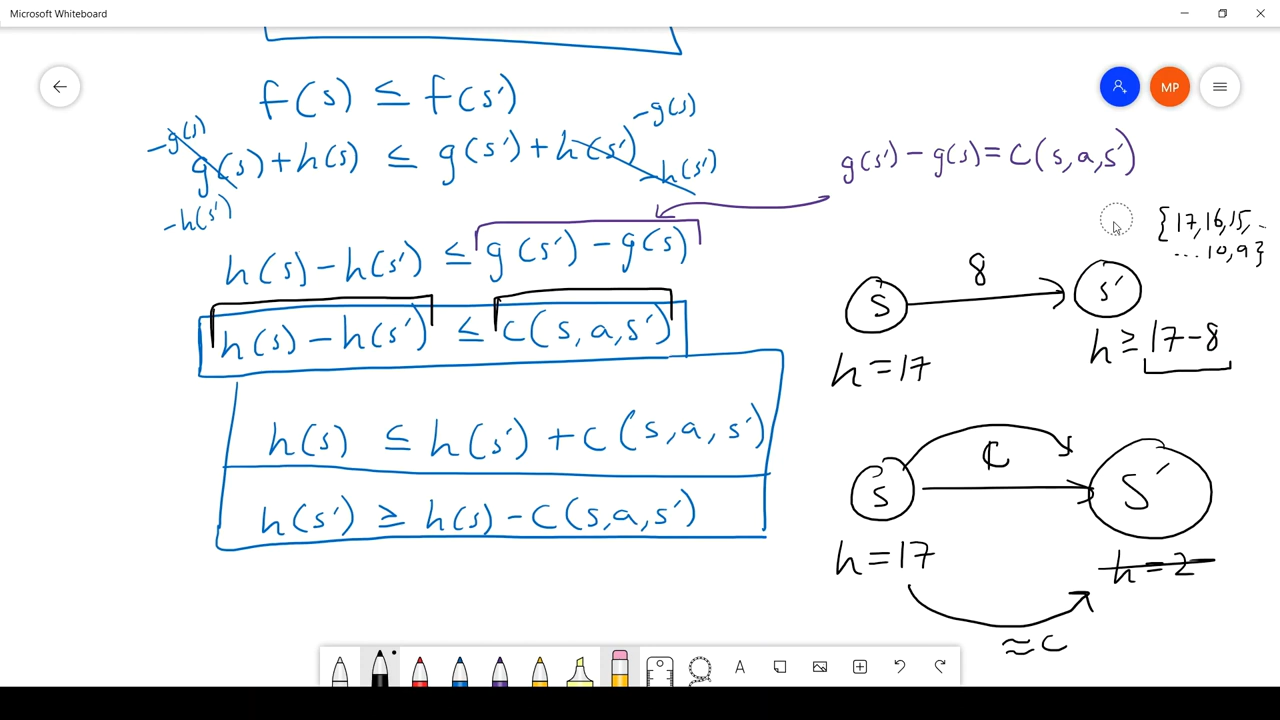 Microsoft Whiteboard
MP
f(s) ≤ f(s')
-g(s)
-g(s)
g(s)+h(s) ≤ g(s')+h(s')
-h(s')
-h(s')
h(s)-h(s') ≤ g(s')-g(s)
h(s)-h(s') ≤ c(s,a,s')
h(s) ≤ h(s')+c(s,a,s')
h(s') ≥ h(s)-c(s,a,s')
g(s')-g(s)=C(s,a,s')
{17,16,15,..
...10,9}
8
S
s'
h=17
h≥17-8
C
S
S'
h=17
h=2
≈C
A